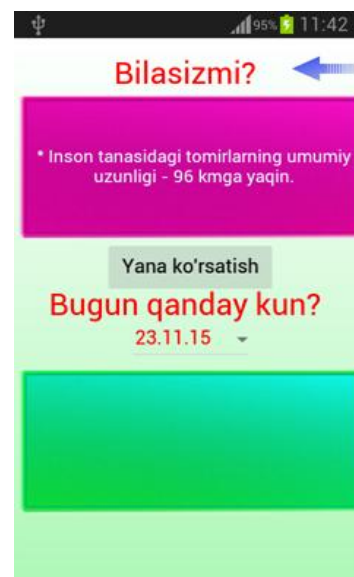 95% 11:42
Bilasizmi?
* Inson tanasidagi tomirlarning umumiy
uzunligi - 96 kmga yaqin.
Yana ko'rsatish
Bugun qanday kun?
23.11.15